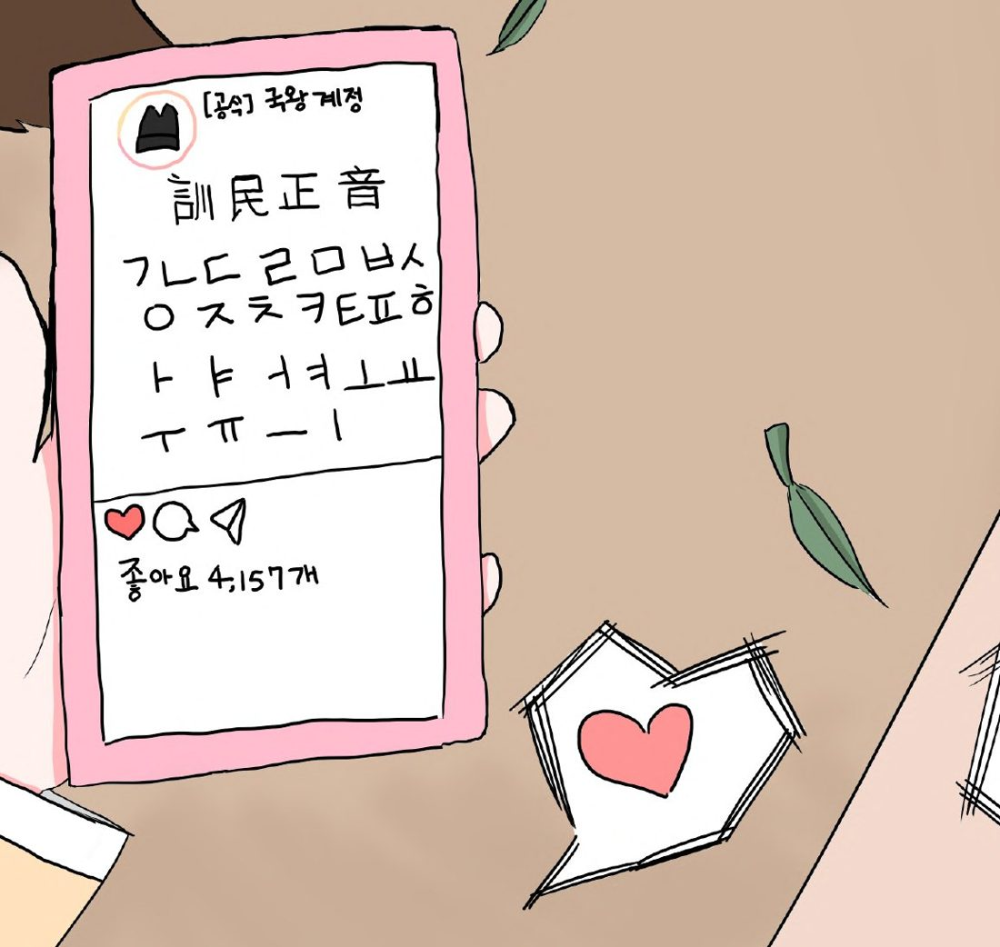 [공식] 국왕 계정
訓民正音
ㄱㄴㄷㄹㅁㅂㅅ
ㅇㅈㅊㅋㅌㅍㅎ
ㅏㅑㅓㅕㅗㅛ
ㅜㅠㅡㅣ
좋아요 4,157개